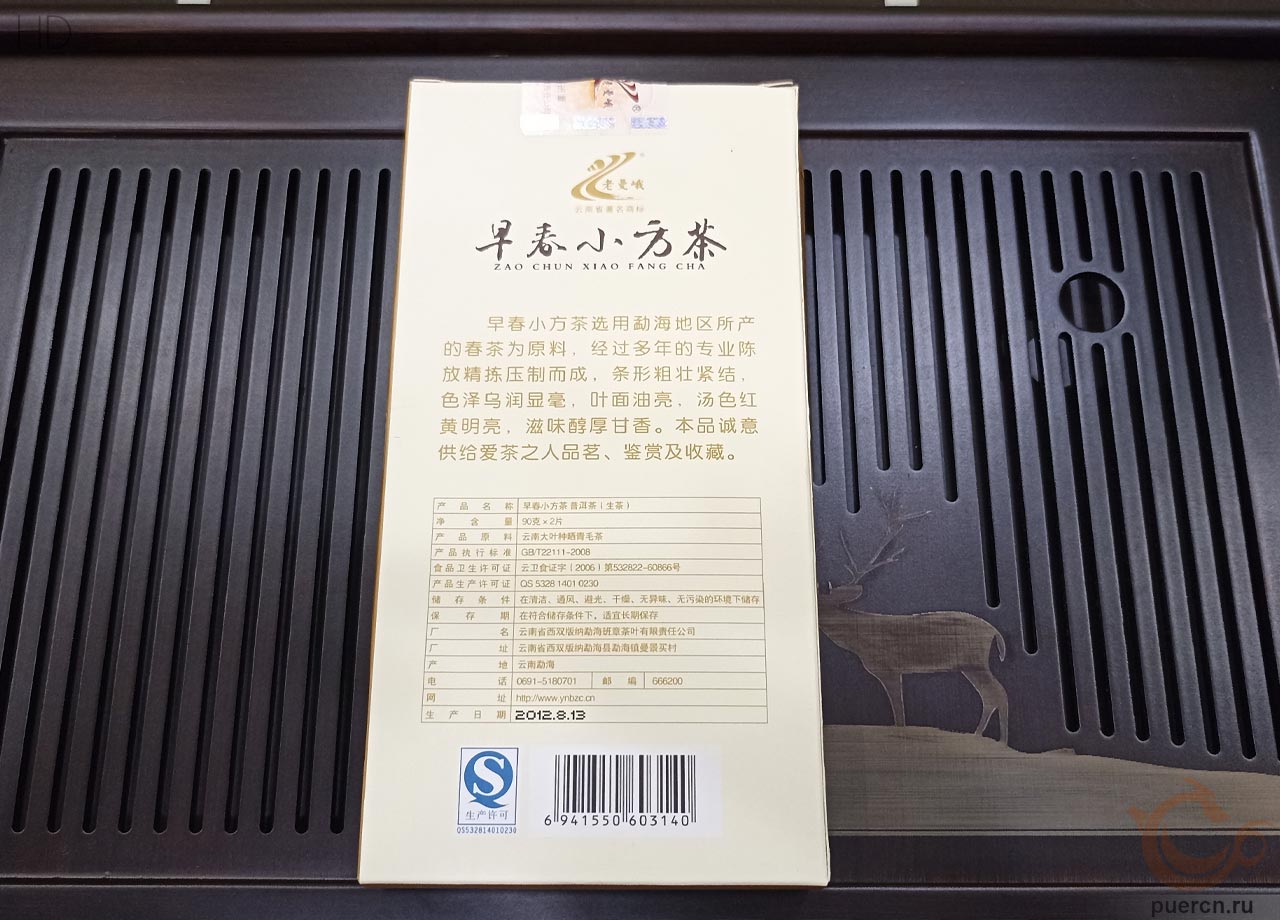 HD
老曼峨
®
老曼峨
云南省著名商标
早春小方茶
ZAO CHUN XIAO FANG CHA
早春小方茶选用勐海地区所产
的春茶为原料，经过多年的专业陈
放精拣压制而成，条形粗壮紧结，
色泽乌润显毫，叶面油亮，汤色红
黄明亮，滋味醇厚甘香。本品诚意
供给爱茶之人品茗、鉴赏及收藏。
产品名称 早春小方茶 普洱茶（生茶）
净含量 90克×2片
产品原料 云南大叶种晒青毛茶
产品执行标准 GB/T22111-2008
食品卫生许可证 云卫食证字（2006）第532822-60866号
产品生产许可证 QS 5328 1401 0230
储存条件 在清洁、通风、避光、干燥、无异味、无污染的环境下储存
保存期 在符合储存条件下，适宜长期保存
厂名 云南省西双版纳勐海班章茶叶有限责任公司
厂址 云南省西双版纳勐海县勐海镇曼景买村
产地 云南勐海
电话 0691-5180701 邮编 666200
网址 http://www.ynbzc.cn
生产日期 2012.8.13
QS
生产许可
QS532814010230
6 941550 603140
puercn.ru